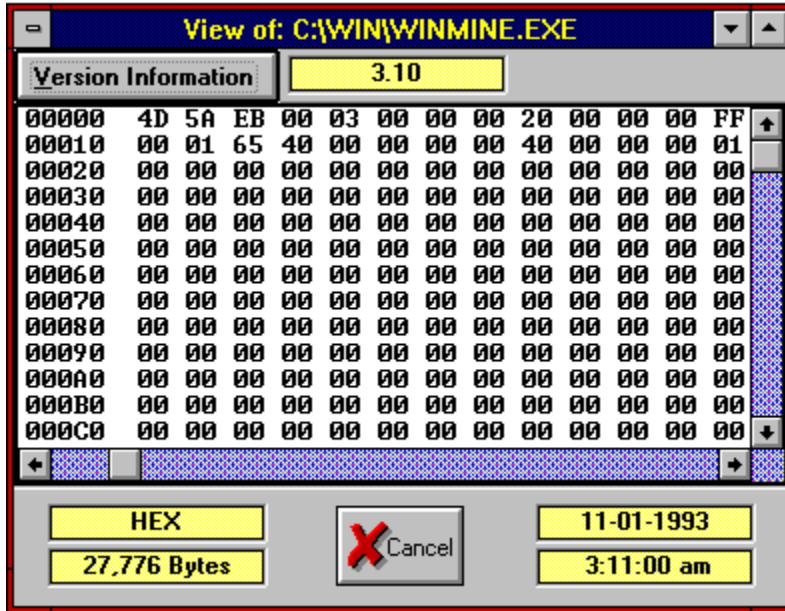 View of: C:\WIN\WINMINE.EXE
Version Information 3.10
00000 4D 5A EB 00 03 00 00 00 20 00 00 00 FF
00010 00 01 65 40 00 00 00 00 40 00 00 00 01
00020 00 00 00 00 00 00 00 00 00 00 00 00 00
00030 00 00 00 00 00 00 00 00 00 00 00 00 00
00040 00 00 00 00 00 00 00 00 00 00 00 00 00
00050 00 00 00 00 00 00 00 00 00 00 00 00 00
00060 00 00 00 00 00 00 00 00 00 00 00 00 00
00070 00 00 00 00 00 00 00 00 00 00 00 00 00
00080 00 00 00 00 00 00 00 00 00 00 00 00 00
00090 00 00 00 00 00 00 00 00 00 00 00 00 00
000A0 00 00 00 00 00 00 00 00 00 00 00 00 00
000B0 00 00 00 00 00 00 00 00 00 00 00 00 00
000C0 00 00 00 00 00 00 00 00 00 00 00 00 00
HEX
27,776 Bytes
Cancel
11-01-1993
3:11:00 am